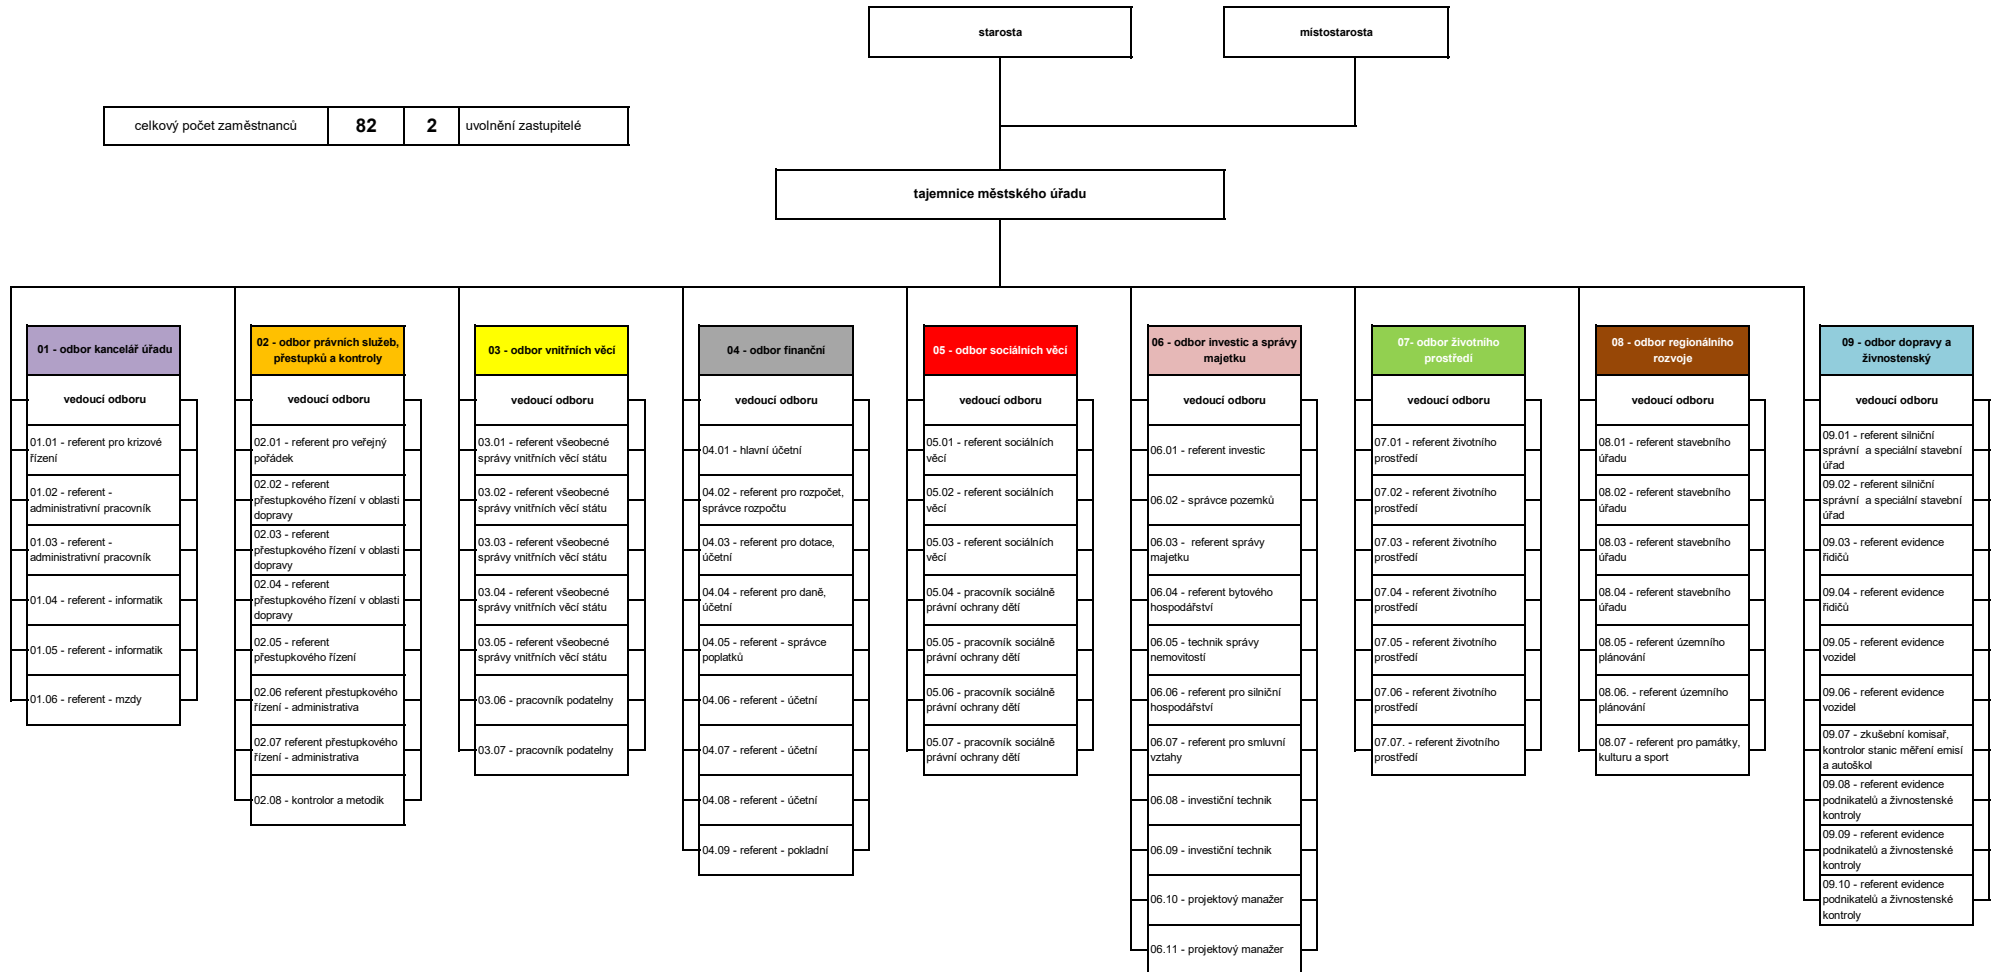 starosta
místostarosta
celkový počet zaměstnanců
82
2
uvolnění zastupitelé
tajemnice městského úřadu
01 - odbor kancelář úřadu
vedoucí odboru
01.01 - referent pro krizové
řízení
01.02 - referent -
administrativní pracovník
01.03 - referent -
administrativní pracovník
01.04 - referent - informatik
01.05 - referent - informatik
01.06 - referent - mzdy
02 - odbor právních služeb,
přestupků a kontroly
vedoucí odboru
02.01 - referent pro veřejný
pořádek
02.02 - referent
přestupkového řízení v oblasti
dopravy
02.03 - referent
přestupkového řízení v oblasti
dopravy
02.04 - referent
přestupkového řízení v oblasti
dopravy
02.05 - referent
přestupkového řízení
02.06 referent přestupkového
řízení - administrativa
02.07 referent přestupkového
řízení - administrativa
02.08 - kontrolor a metodik
03 - odbor vnitřních věcí
vedoucí odboru
03.01 - referent všeobecné
správy vnitřních věcí státu
03.02 - referent všeobecné
správy vnitřních věcí státu
03.03 - referent všeobecné
správy vnitřních věcí státu
03.04 - referent všeobecné
správy vnitřních věcí státu
03.05 - referent všeobecné
správy vnitřních věcí státu
03.06 - pracovník podatelny
03.07 - pracovník podatelny
04 - odbor finanční
vedoucí odboru
04.01 - hlavní účetní
04.02 - referent pro rozpočet,
správce rozpočtu
04.03 - referent pro dotace,
účetní
04.04 - referent pro daně,
účetní
04.05 - referent - správce
poplatků
04.06 - referent - účetní
04.07 - referent - účetní
04.08 - referent - účetní
04.09 - referent - pokladní
05 - odbor sociálních věcí
vedoucí odboru
05.01 - referent sociálních
věcí
05.02 - referent sociálních
věcí
05.03 - referent sociálních
věcí
05.04 - pracovník sociálně
právní ochrany dětí
05.05 - pracovník sociálně
právní ochrany dětí
05.06 - pracovník sociálně
právní ochrany dětí
05.07 - pracovník sociálně
právní ochrany dětí
06 - odbor investic a správy
majetku
vedoucí odboru
06.01 - referent investic
06.02 - správce pozemků
06.03 -  referent správy
majetku
06.04 - referent bytového
hospodářství
06.05 - technik správy
nemovitostí
06.06 - referent pro silniční
hospodářství
06.07 - referent pro smluvní
vztahy
06.08 - investiční technik
06.09 - investiční technik
06.10 - projektový manažer
06.11 - projektový manažer
07- odbor životního
prostředí
vedoucí odboru
07.01 - referent životního
prostředí
07.02 - referent životního
prostředí
07.03 - referent životního
prostředí
07.04 - referent životního
prostředí
07.05 - referent životního
prostředí
07.06 - referent životního
prostředí
07.07. - referent životního
prostředí
08 - odbor regionálního
rozvoje
vedoucí odboru
08.01 - referent stavebního
úřadu
08.02 - referent stavebního
úřadu
08.03 - referent stavebního
úřadu
08.04 - referent stavebního
úřadu
08.05 - referent územního
plánování
08.06. - referent územního
plánování
08.07 - referent pro památky,
kulturu a sport
09 - odbor dopravy a
živnostenský
vedoucí odboru
09.01 - referent silniční
správní  a speciální stavební
úřad
09.02 - referent silniční
správní  a speciální stavební
úřad
09.03 - referent evidence
řidičů
09.04 - referent evidence
řidičů
09.05 - referent evidence
vozidel
09.06 - referent evidence
vozidel
09.07 - zkušební komisař,
kontrolor stanic měření emisí
a autoškol
09.08 - referent evidence
podnikatelů a živnostenské
kontroly
09.09 - referent evidence
podnikatelů a živnostenské
kontroly
09.10 - referent evidence
podnikatelů a živnostenské
kontroly